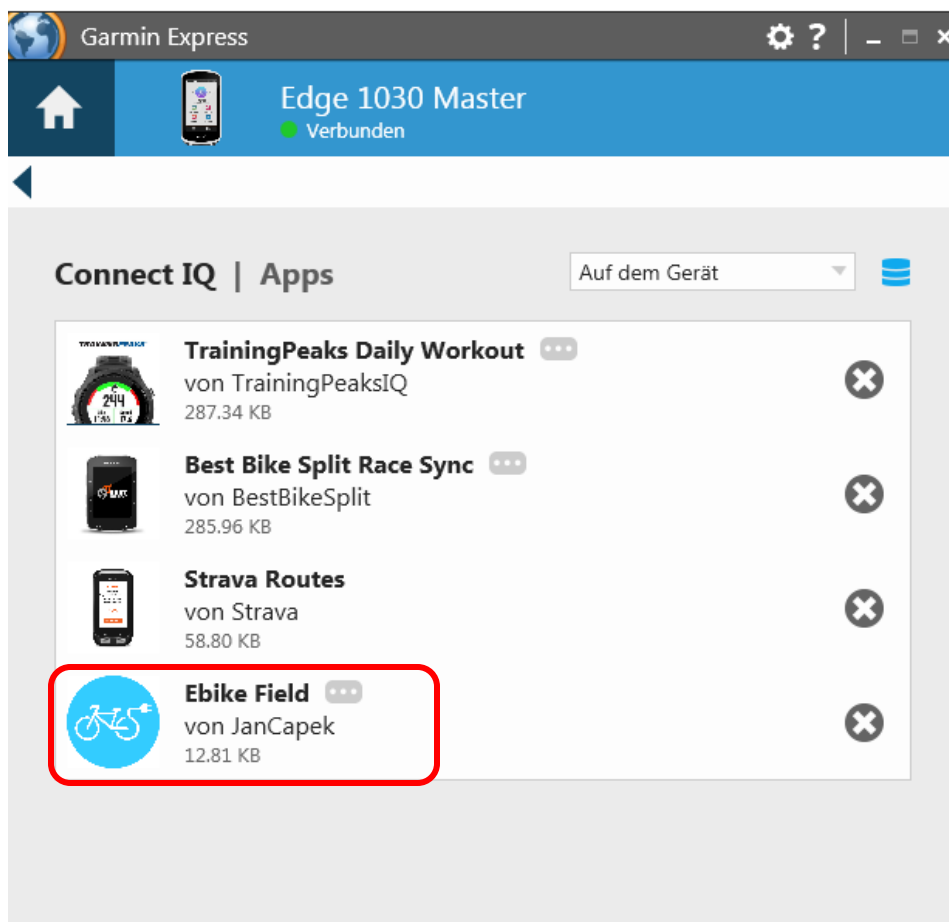 Garmin Express
?
Edge 1030 Master
Verbunden
Connect IQ | Apps
Auf dem Gerät
TRAININGPEAKS
TrainingPeaks Daily Workout
von TrainingPeaksIQ
287.34 KB
244
Best Bike Split Race Sync
von BestBikeSplit
285.96 KB
Strava Routes
von Strava
58.80 KB
Ebike Field
von JanCapek
12.81 KB